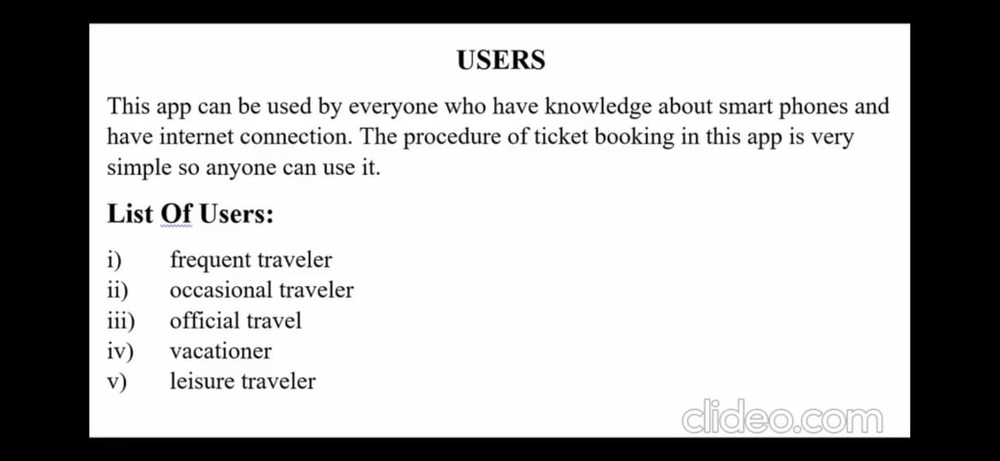 USERS
This app can be used by everyone who have knowledge about smart phones and
have internet connection. The procedure of ticket booking in this app is very
simple so anyone can use it.
List Of Users:
i) frequent traveler
ii) occasional traveler
iii) official travel
iv) vacationer
v) leisure traveler
clideo.com